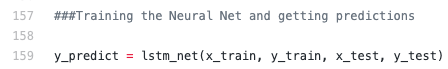 157 ###Training the Neural Net and getting predictions
158
159 y_predict = lstm_net(x_train, y_train, x_test, y_test)